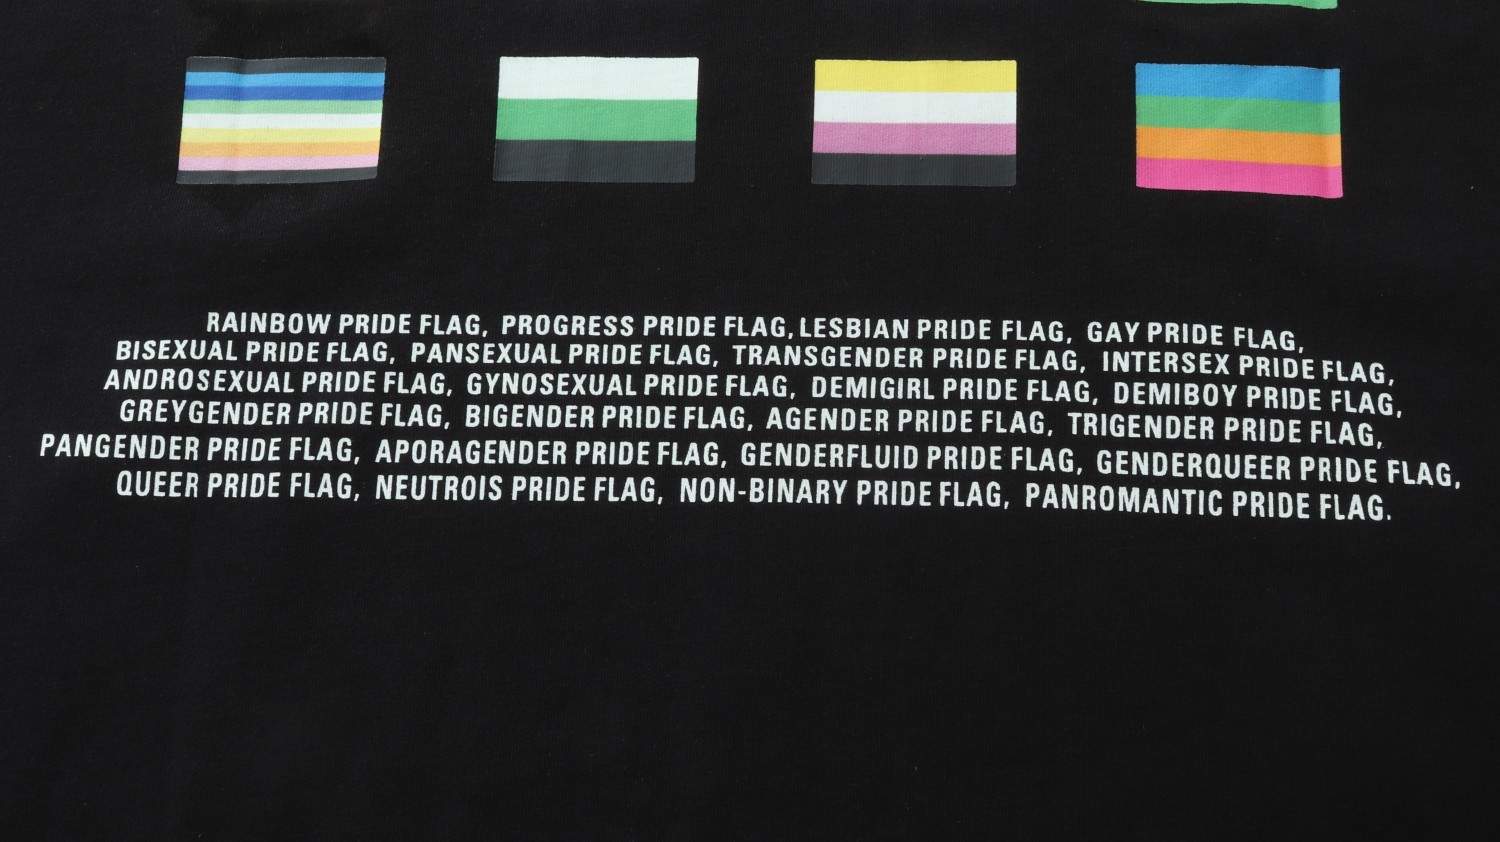 RAINBOW PRIDE FLAG, PROGRESS PRIDE FLAG, LESBIAN PRIDE FLAG, GAY PRIDE FLAG,
BISEXUAL PRIDE FLAG, PANSEXUAL PRIDE FLAG, TRANSGENDER PRIDE FLAG, INTERSEX PRIDE FLAG,
ANDROSEXUAL PRIDE FLAG, GYNOSEXUAL PRIDE FLAG, DEMIGIRL PRIDE FLAG, DEMIBOY PRIDE FLAG,
GREYGENDER PRIDE FLAG, BIGENDER PRIDE FLAG, AGENDER PRIDE FLAG, TRIGENDER PRIDE FLAG,
PANGENDER PRIDE FLAG, APORAGENDER PRIDE FLAG, GENDERFLUID PRIDE FLAG, GENDERQUEER PRIDE FLAG,
QUEER PRIDE FLAG, NEUTROIS PRIDE FLAG, NON-BINARY PRIDE FLAG, PANROMANTIC PRIDE FLAG.